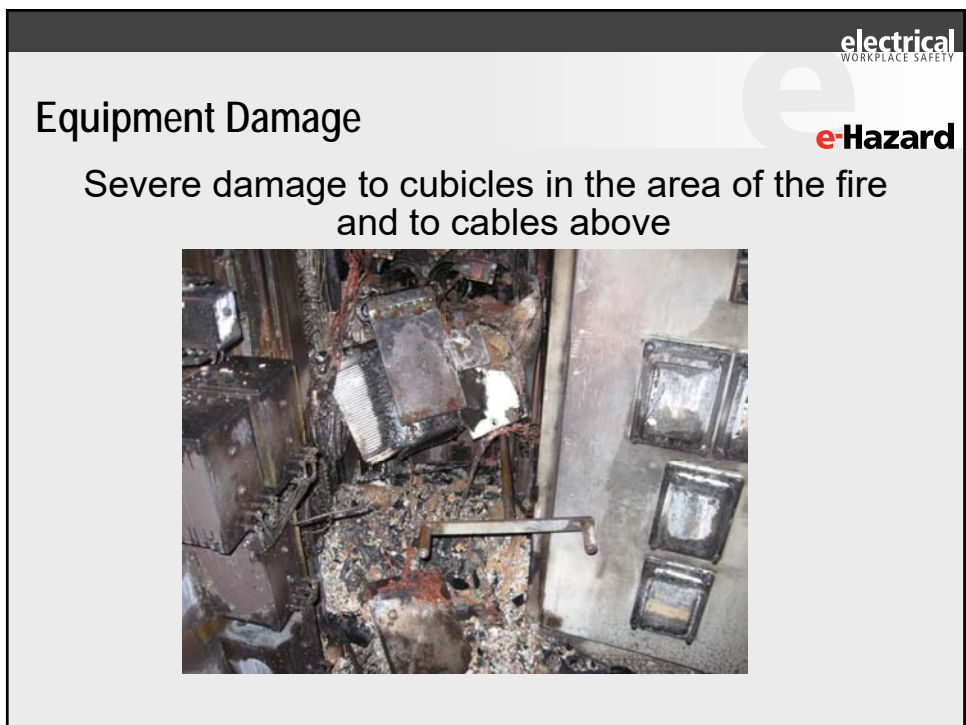 electrical
WORKPLACE SAFETY
Equipment Damage
e-Hazard
Severe damage to cubicles in the area of the fire
and to cables above